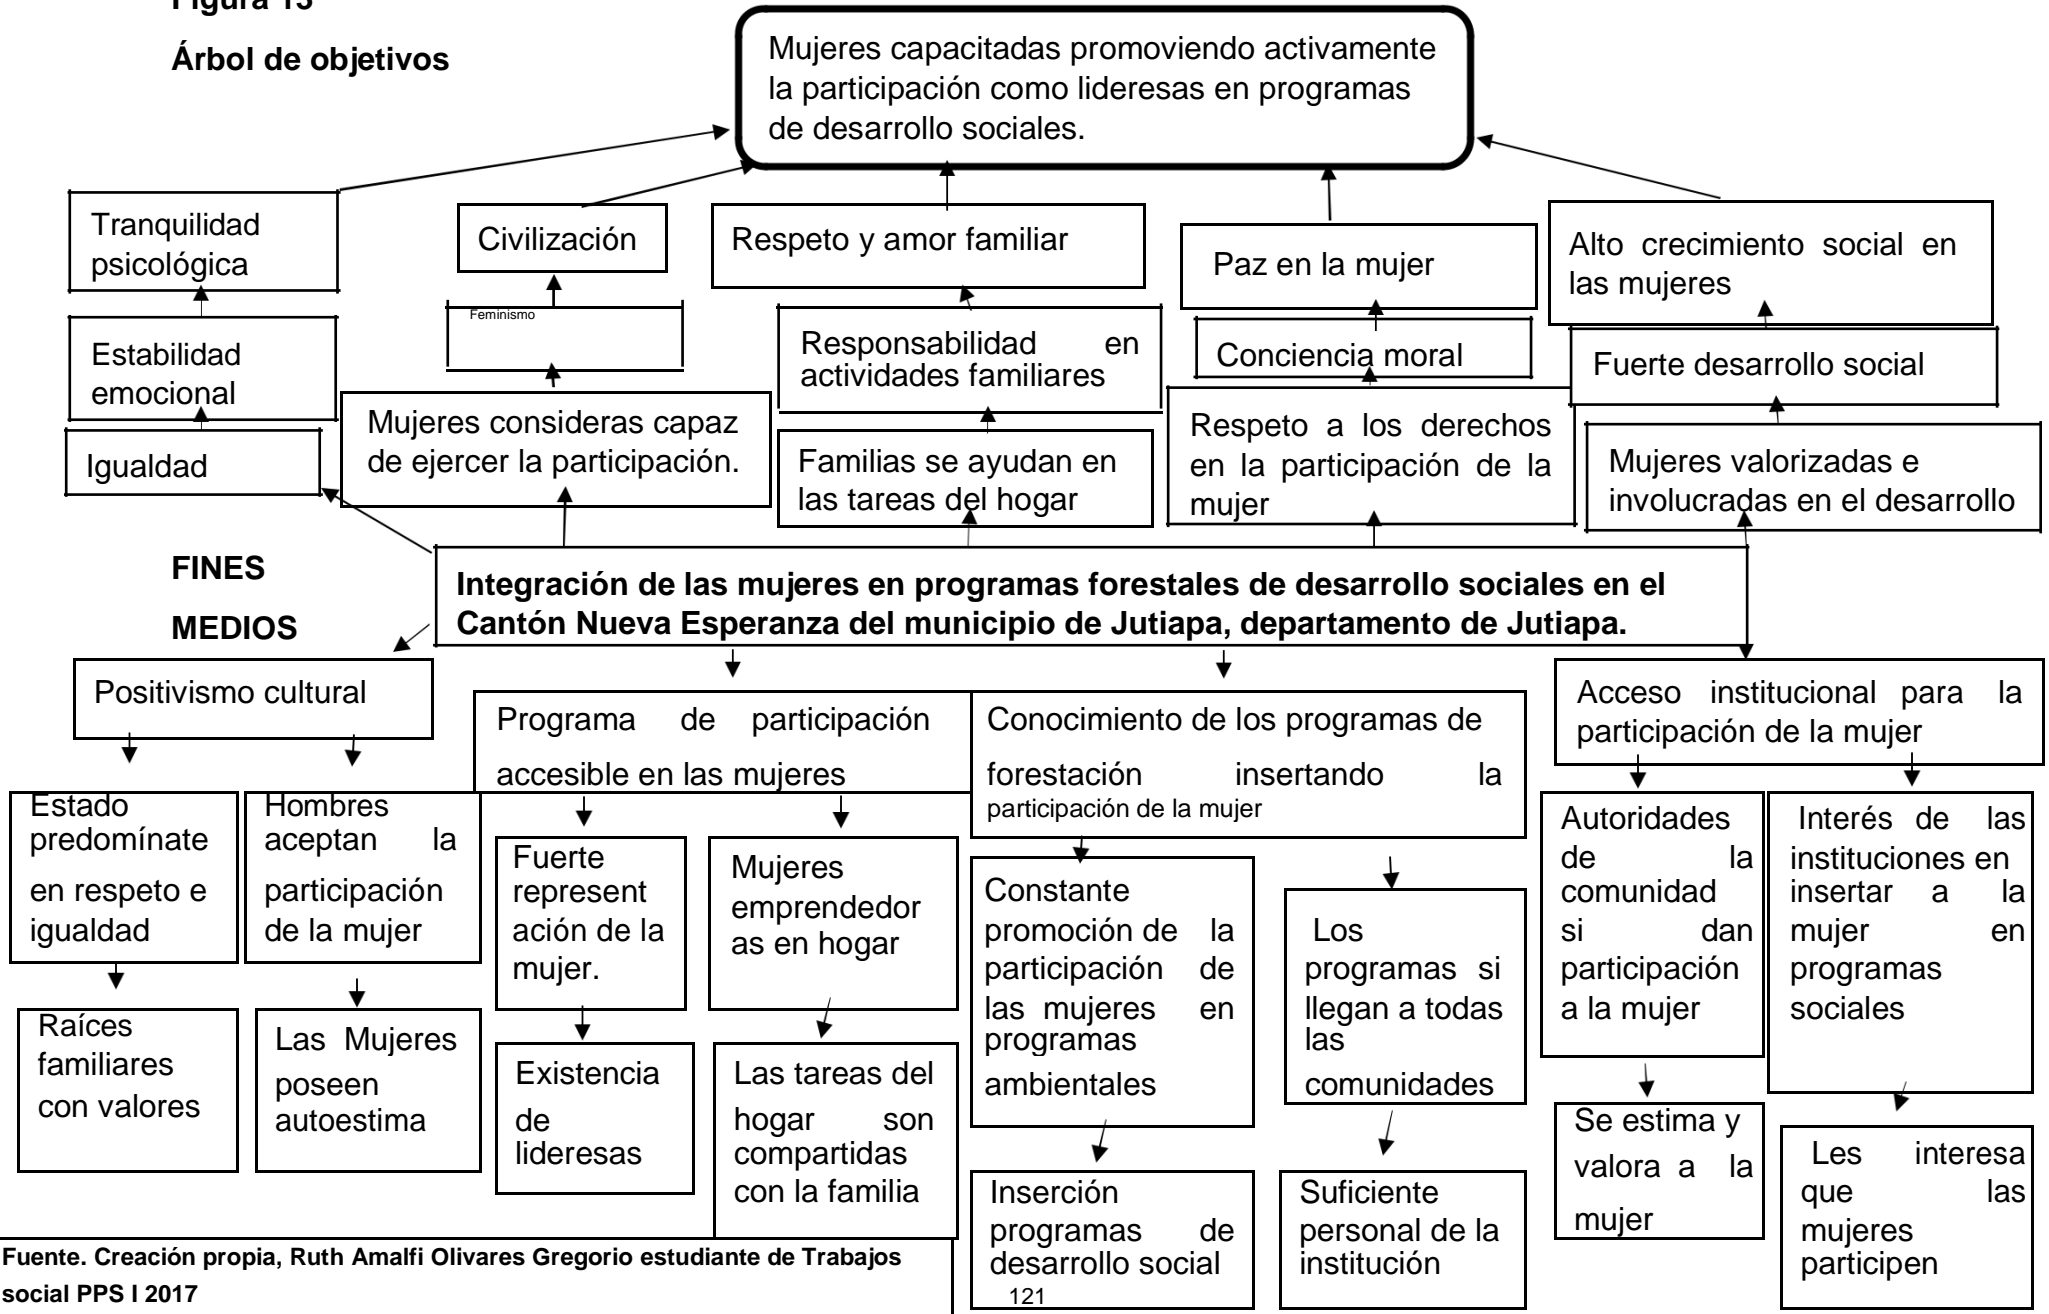 Figura 13
Árbol de objetivos
Mujeres capacitadas promoviendo activamente
la participación como lideresas en programas
de desarrollo sociales.
Tranquilidad
psicológica
Civilización
Respeto y amor familiar
Paz en la mujer
Alto crecimiento social en
las mujeres
Estabilidad
emocional
Feminismo
Responsabilidad en
actividades familiares
Conciencia moral
Fuerte desarrollo social
Igualdad
Mujeres consideras capaz
de ejercer la participación.
Familias se ayudan en
las tareas del hogar
Respeto a los derechos
en la participación de la
mujer
Mujeres valorizadas e
involucradas en el desarrollo
FINES
MEDIOS
Integración de las mujeres en programas forestales de desarrollo sociales en el
Cantón Nueva Esperanza del municipio de Jutiapa, departamento de Jutiapa.
Positivismo cultural
Programa de participación
accesible en las mujeres
Conocimiento de los programas de
forestación insertando la
participación de la mujer
Acceso institucional para la
participación de la mujer
Estado
predomínate
en respeto e
igualdad
Hombres
aceptan la
participación
de la mujer
Fuerte
represent
ación de la
mujer.
Mujeres
emprendedor
as en hogar
Constante
promoción de la
participación de
las mujeres en
programas
ambientales
Los
programas si
llegan a todas
las
comunidades
Autoridades
de la
comunidad
si dan
participación
a la mujer
Interés de las
instituciones en
insertar a la
mujer en
programas
sociales
Raíces
familiares
con valores
Las Mujeres
poseen
autoestima
Existencia
de
lideresas
Las tareas del
hogar son
compartidas
con la familia
Inserción
programas de
desarrollo social
Suficiente
personal de la
institución
Se estima y
valora a la
mujer
Les interesa
que las
mujeres
participen
Fuente. Creación propia, Ruth Amalfi Olivares Gregorio estudiante de Trabajos
social PPS I 2017
121